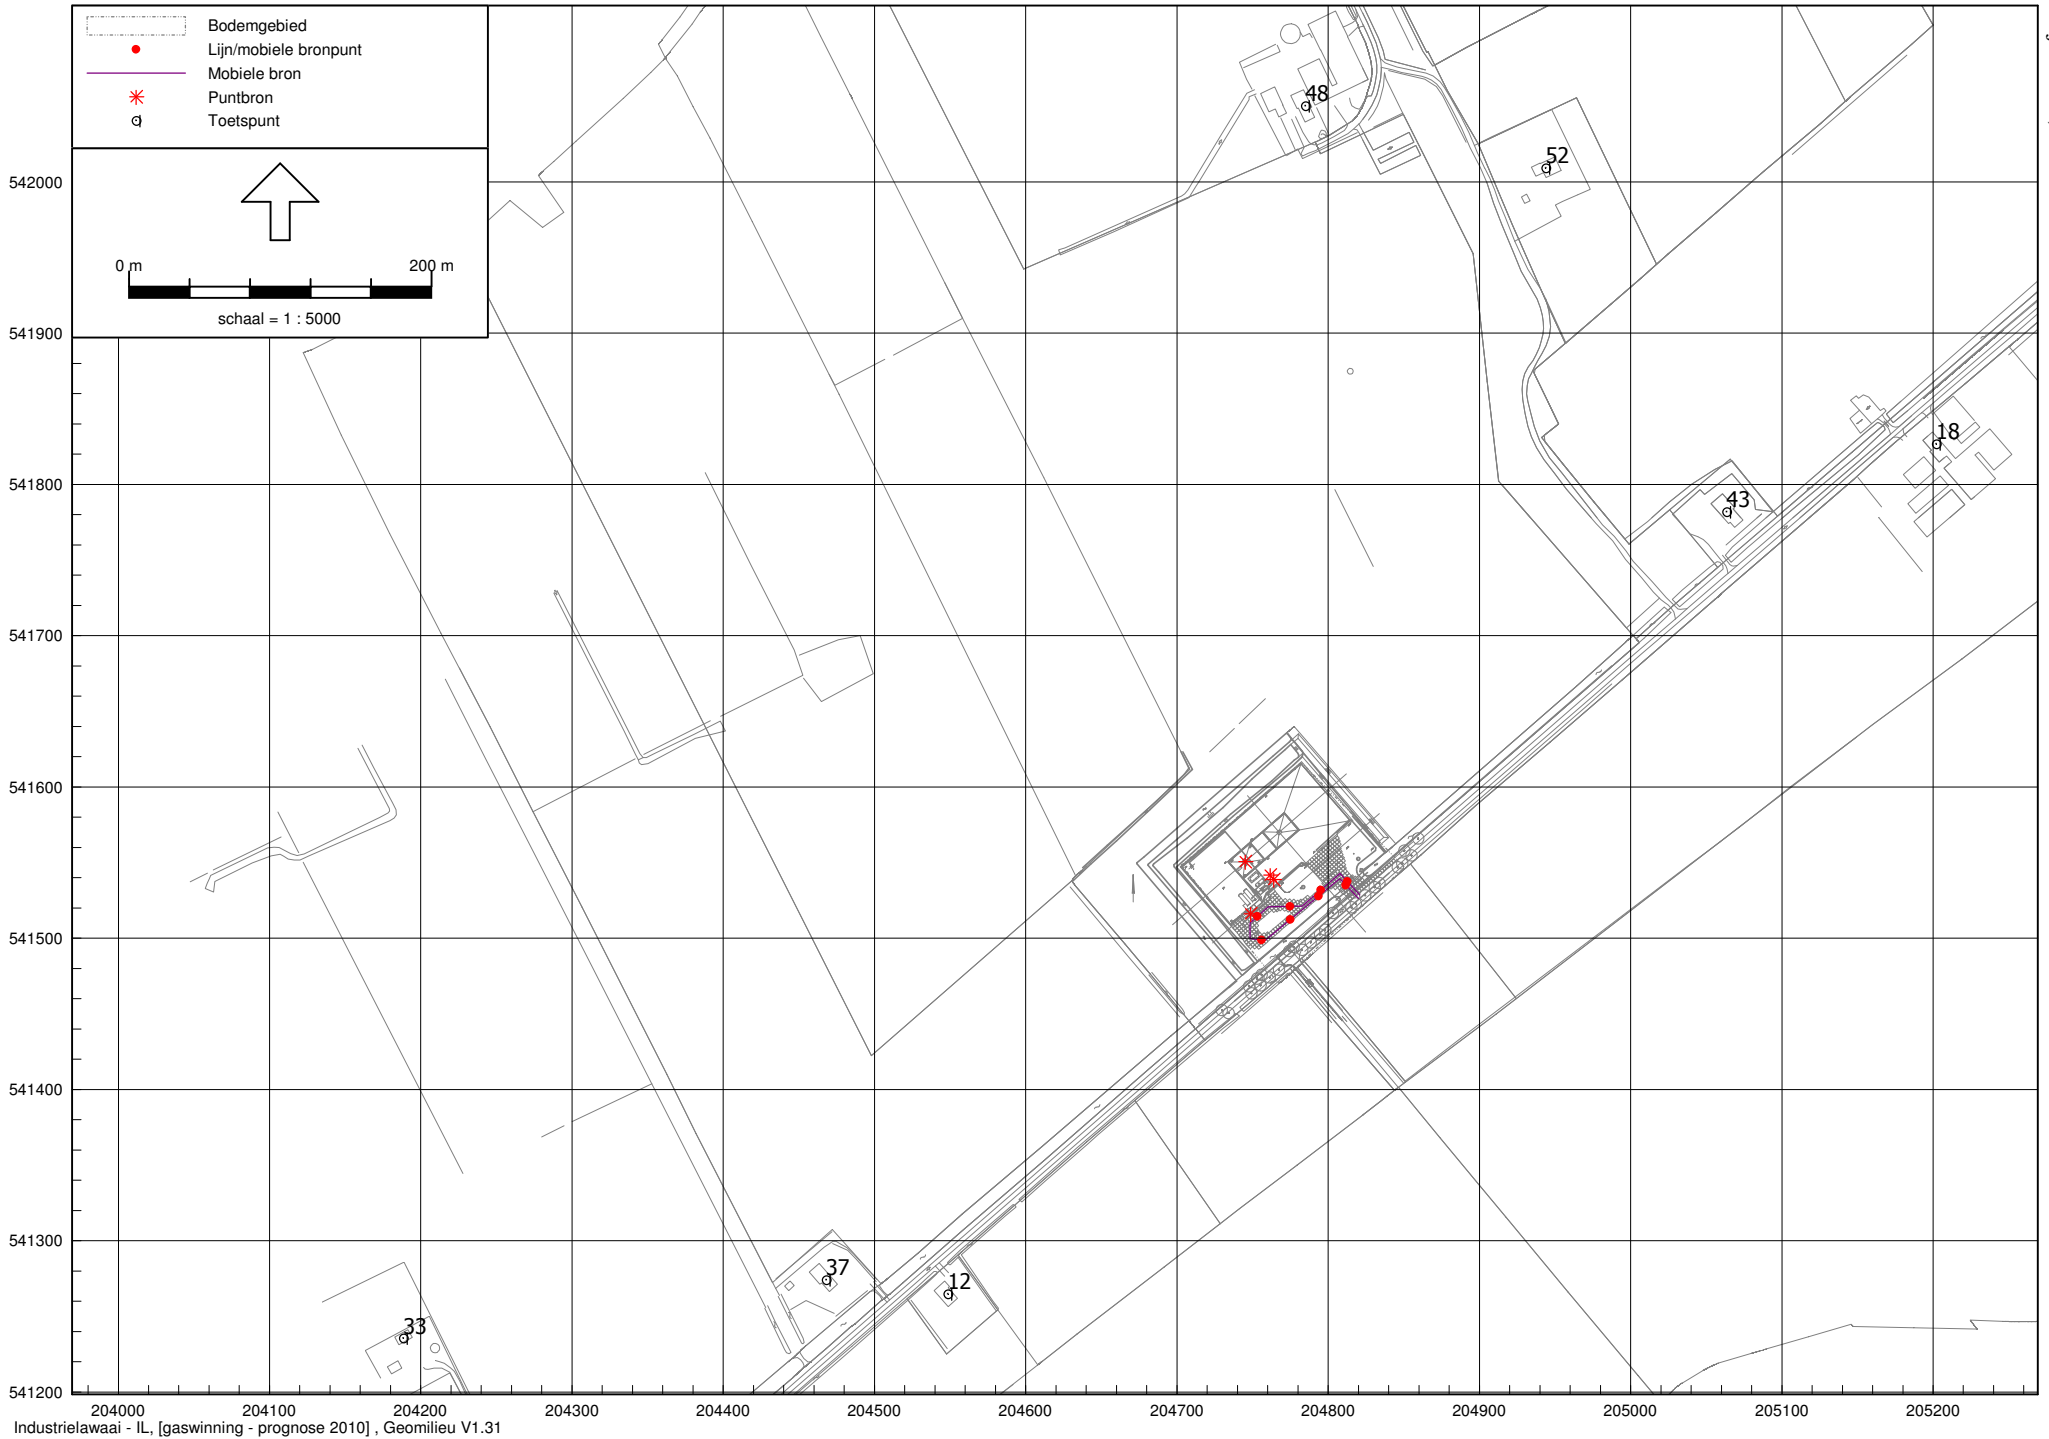 Bodemgebied
Lijn/mobiele bronpunt
Mobiele bron
Puntbron
Toetspunt
0 m 200 m
schaal = 1 : 5000
48
52
18
43
37
12
33
542000
541900
541800
541700
541600
541500
541400
541300
541200
204000 204100 204200 204300 204400 204500 204600 204700 204800 204900 205000 205100 205200
Industrielawaai - IL, [gaswinning - prognose 2010] , Geomilieu V1.31